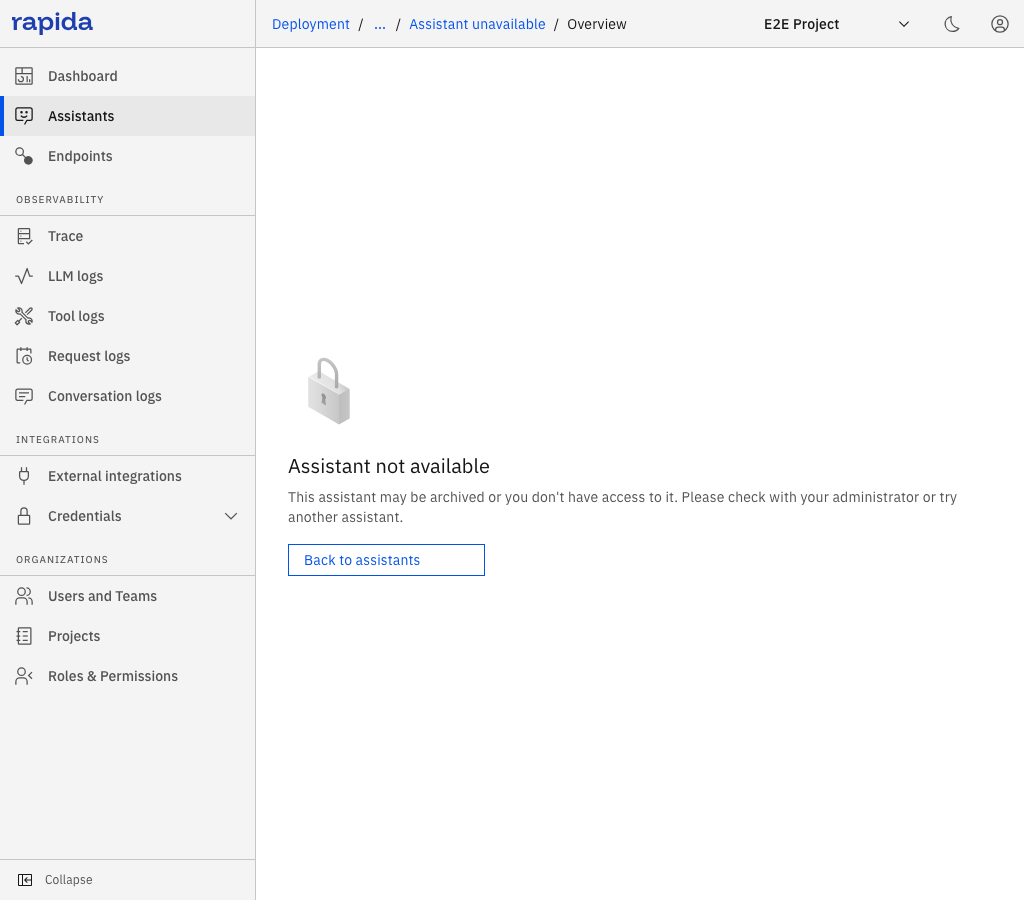 rapida
Deployment / ... / Assistant unavailable / Overview
E2E Project
Dashboard
Assistants
Endpoints
OBSERVABILITY
Trace
LLM logs
Tool logs
Request logs
Conversation logs
INTEGRATIONS
External integrations
Credentials
ORGANIZATIONS
Users and Teams
Projects
Roles & Permissions
Collapse
Assistant not available
This assistant may be archived or you don't have access to it. Please check with your administrator or try
another assistant.
Back to assistants